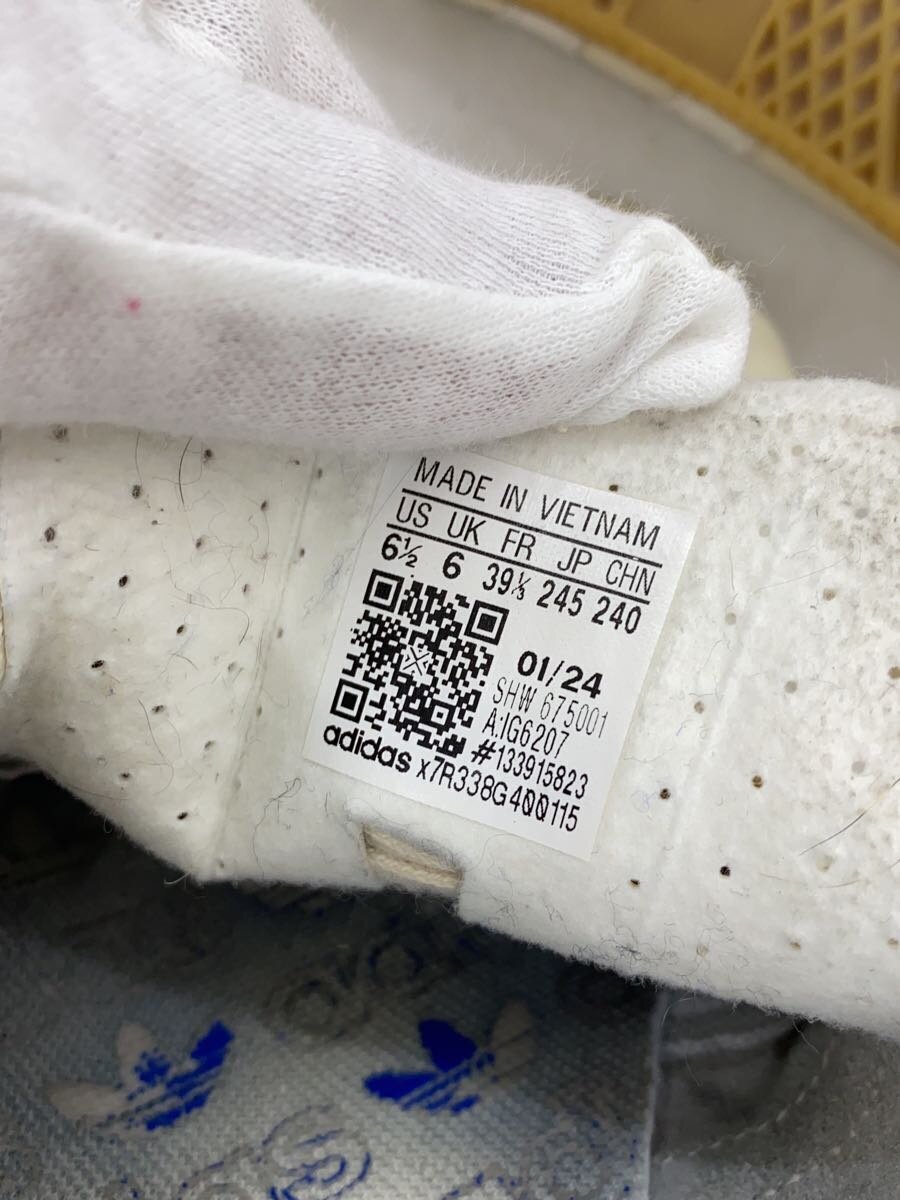 MADE IN VIETNAM
US UK FR JP CHN
6½ 6 39⅓ 245 240
01/24
SHW 675001
A:IG6207
#133915823
adidas x7R338G400115